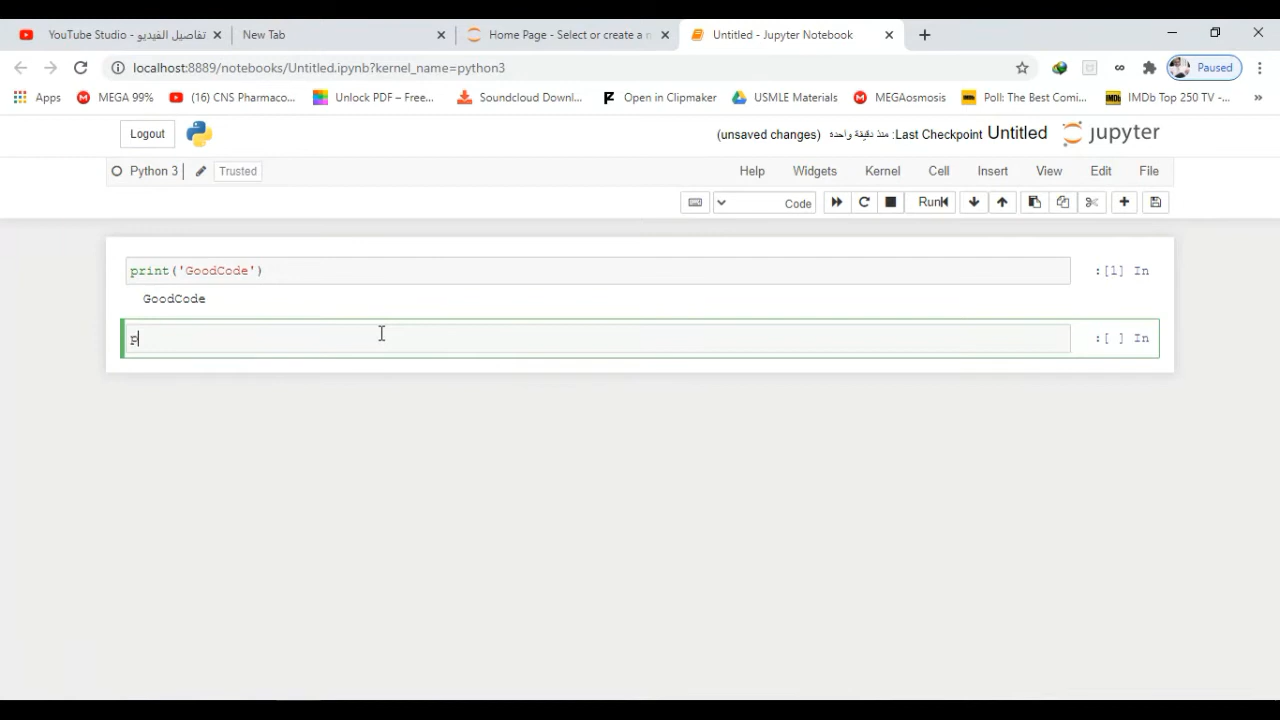 YouTube Studio - تفاصيل الفيديو
New Tab
Home Page - Select or create a n
Untitled - Jupyter Notebook
localhost:8889/notebooks/Untitled.ipynb?kernel_name=python3
Paused
Apps
MEGA 99%
(16) CNS Pharmaco...
Unlock PDF – Free...
Soundcloud Downl...
Open in Clipmaker
USMLE Materials
MEGAosmosis
Poll: The Best Comi...
IMDb Top 250 TV -...
»
Logout
(unsaved changes) منذ دقيقة واحده :Last Checkpoint Untitled
jupyter
Python 3
Trusted
Help
Widgets
Kernel
Cell
Insert
View
Edit
File
Code
Run
print('GoodCode')
:[1] In
GoodCode
p
:[ ] In